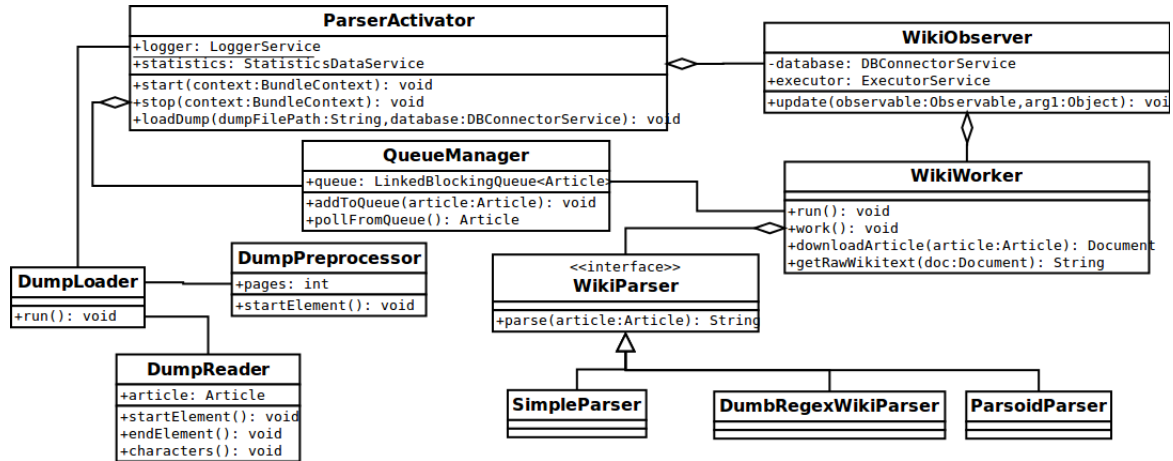 ParserActivator
+logger: LoggerService
+statistics: StatisticsDataService
+start(context:BundleContext): void
+stop(context:BundleContext): void
+loadDump(dumpFilePath:String,database:DBConnectorService): void
WikiObserver
-database: DBConnectorService
+executor: ExecutorService
+update(observable:Observable,arg1:Object): voi
QueueManager
+queue: LinkedBlockingQueue<Article>
+addToQueue(article:Article): void
+pollFromQueue(): Article
WikiWorker
+run(): void
+work(): void
+downloadArticle(article:Article): Document
+getRawWikitext(doc:Document): String
DumpPreprocessor
+pages: int
+startElement(): void
DumpLoader
+run(): void
<<interface>>
WikiParser
+parse(article:Article): String
DumpReader
+article: Article
+startElement(): void
+endElement(): void
+characters(): void
SimpleParser
DumbRegexWikiParser
ParsoidParser